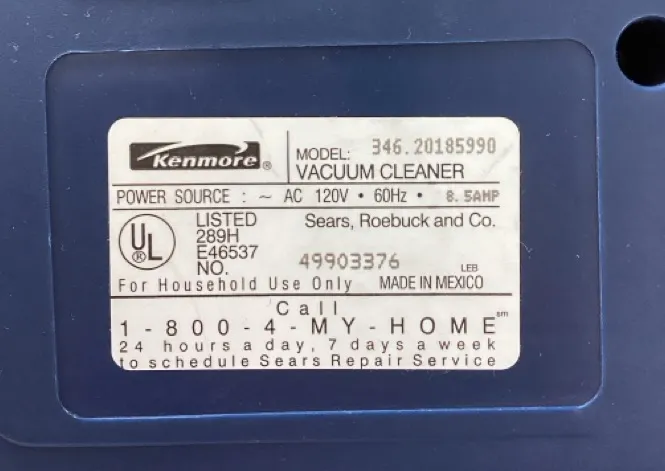 Kenmore®
MODEL: 346.20185990
VACUUM CLEANER
POWER SOURCE : ~ AC 120V • 60Hz • 8.5AMP
UL ®
LISTED
289H
E46537
NO.
Sears, Roebuck and Co.
49903376
LEB
For Household Use Only MADE IN MEXICO
Call
1-800-4-MY-HOME sm
24 hours a day, 7 days a week
to schedule Sears Repair Service